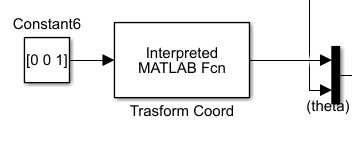 Constant6
[0 0 1]
Interpreted
MATLAB Fcn
Trasform Coord
(theta)